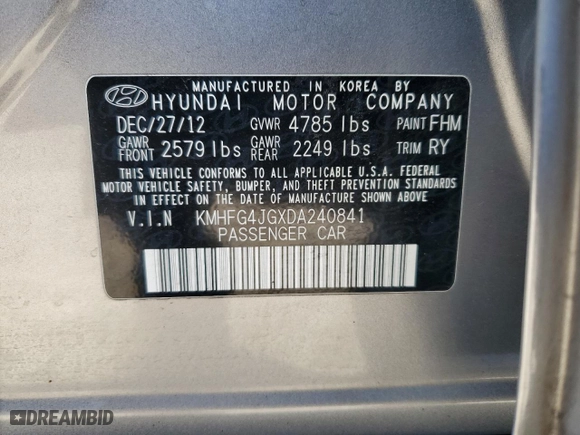 MANUFACTURED IN KOREA BY
HYUNDAI MOTOR COMPANY
DEC/27/12 GVWR 4785 lbs PAINT FHM
GAWR FRONT 2579 lbs GAWR REAR 2249 lbs TRIM RY
THIS VEHICLE CONFORMS TO ALL APPLICABLE U.S.A. FEDERAL
MOTOR VEHICLE SAFETY, BUMPER, AND THEFT PREVENTION STANDARDS
IN EFFECT ON THE DATE OF MANUFACTURE SHOWN ABOVE.
V.I.N KMHFG4JGXDA240841
PASSENGER CAR
DREAMBID